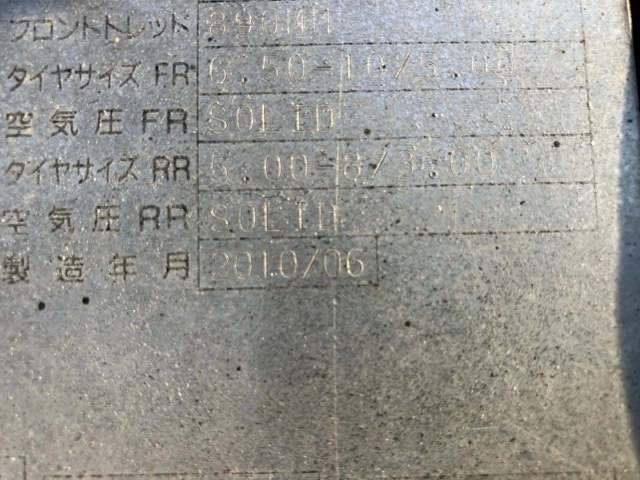 フロントトレッド 890MM
タイヤサイズ FR 6.50-10/5.00
空気圧 FR SOLID
タイヤサイズ RR 5.00-8/3.00
空気圧 RR SOLID
製造年月 2010/06